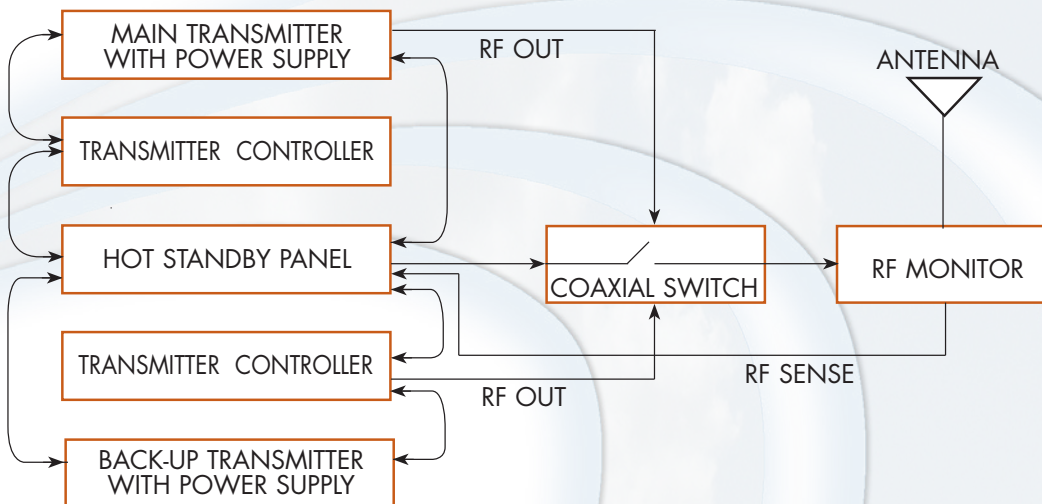 MAIN TRANSMITTER
WITH POWER SUPPLY
RF OUT
ANTENNA
TRANSMITTER CONTROLLER
HOT STANDBY PANEL
COAXIAL SWITCH
RF MONITOR
TRANSMITTER CONTROLLER
RF SENSE
RF OUT
BACK-UP TRANSMITTER
WITH POWER SUPPLY